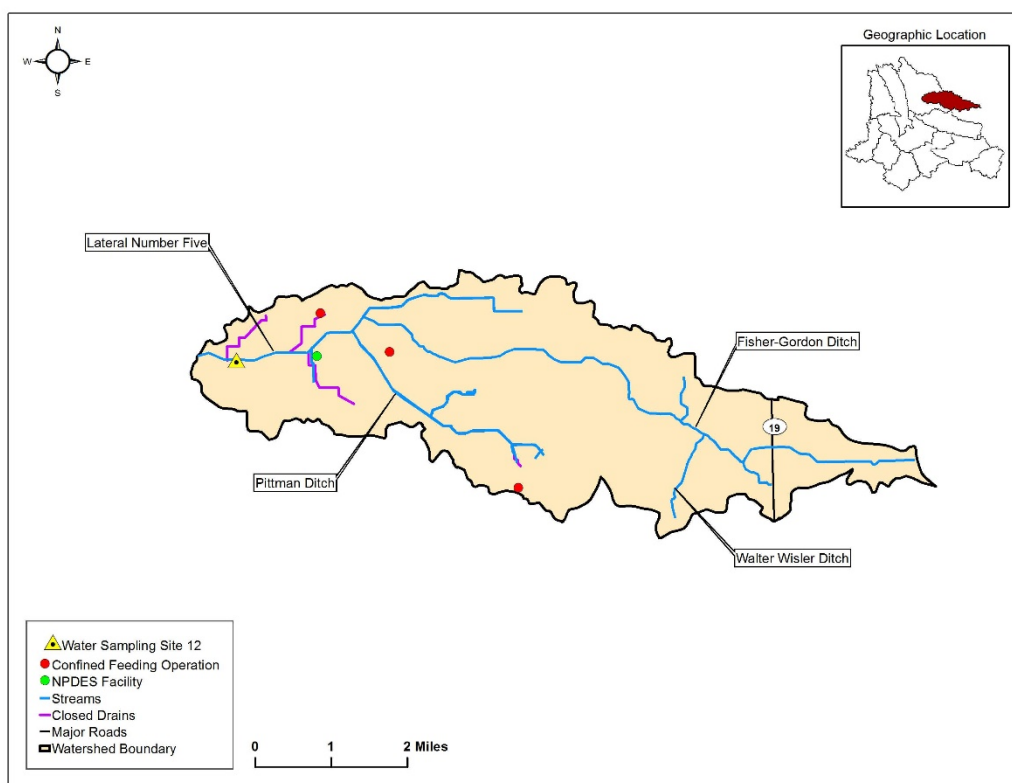 N
W E
S
Geographic Location
Lateral Number Five
Fisher-Gordon Ditch
19
Pittman Ditch
Walter Wisler Ditch
Water Sampling Site 12
Confined Feeding Operation
NPDES Facility
Streams
Closed Drains
Major Roads
Watershed Boundary
0 1 2 Miles